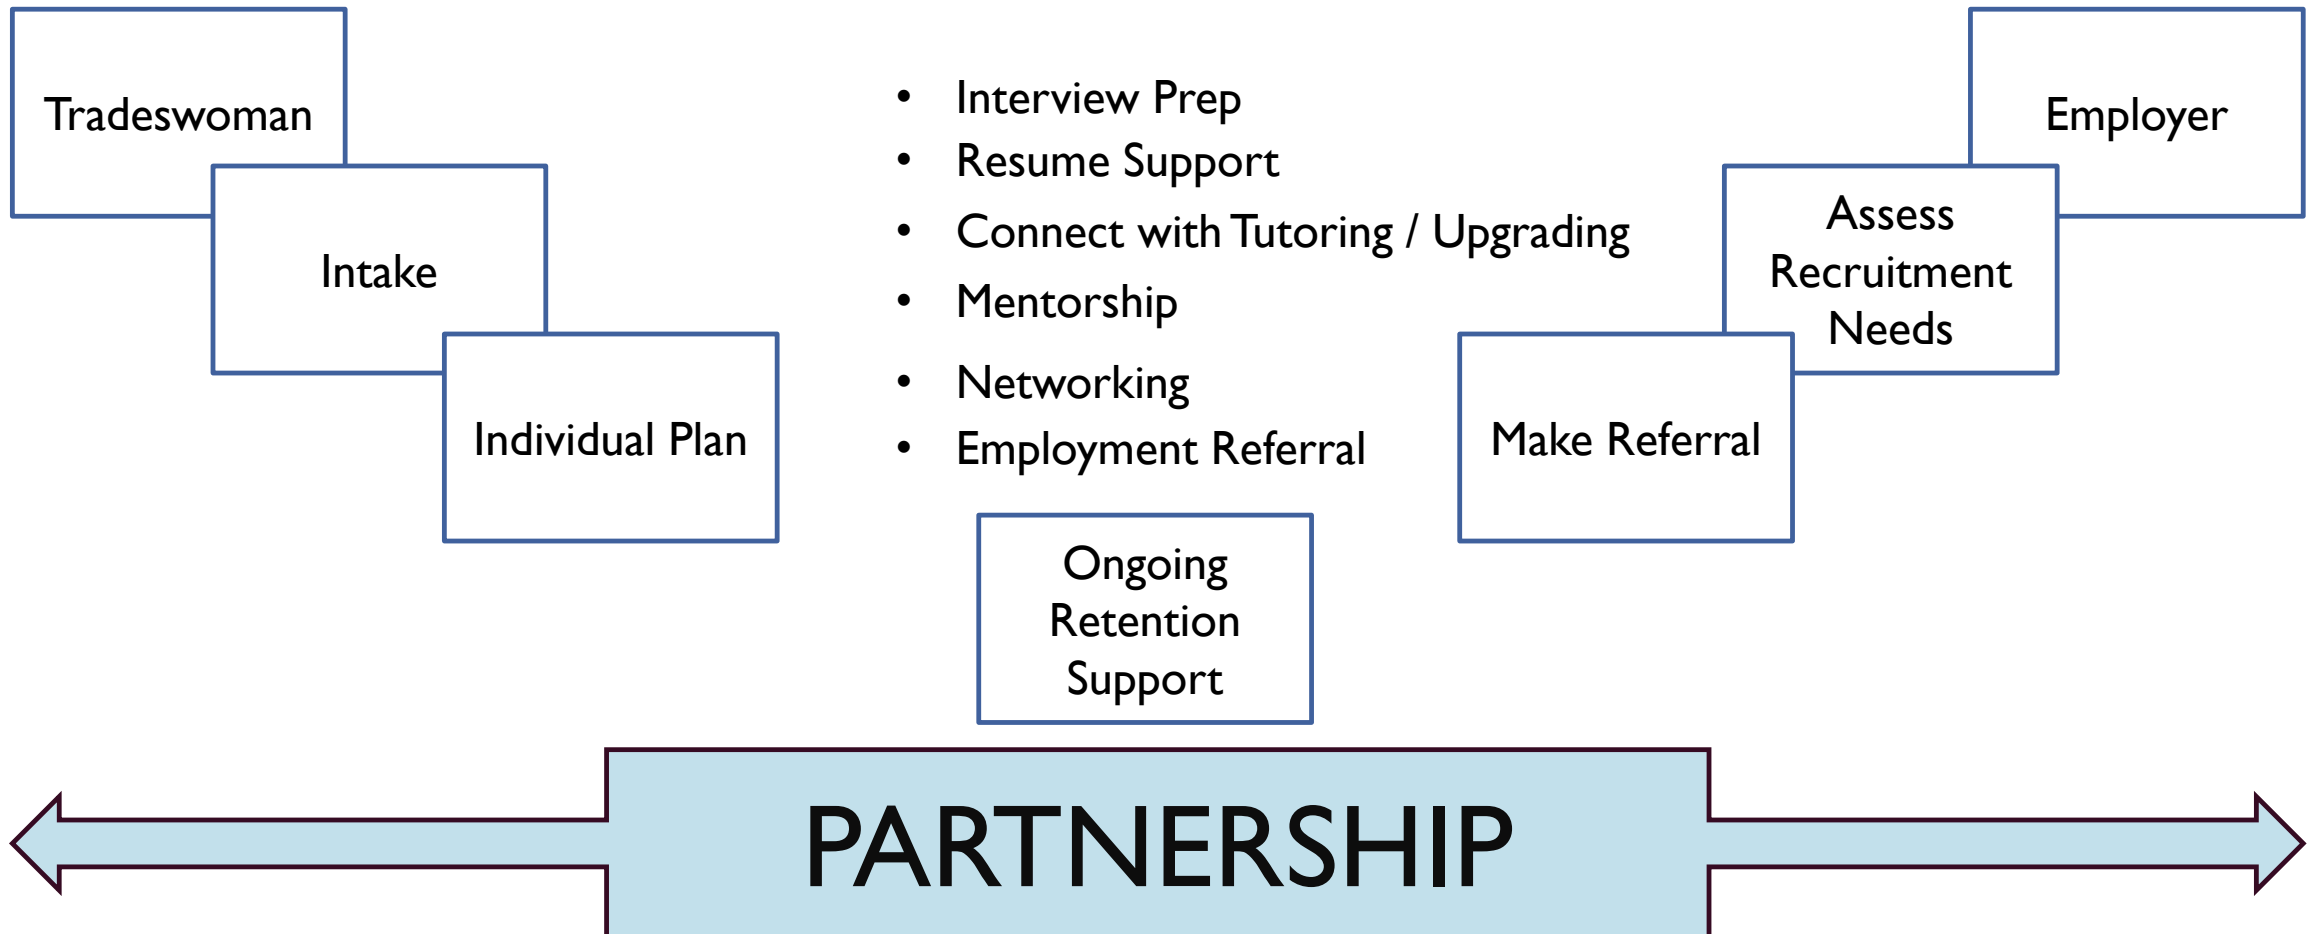 Tradeswoman
Intake
Individual Plan
• Interview Prep
• Resume Support
• Connect with Tutoring / Upgrading
• Mentorship
• Networking
• Employment Referral
Employer
Assess
Recruitment
Needs
Make Referral
Ongoing
Retention
Support
PARTNERSHIP